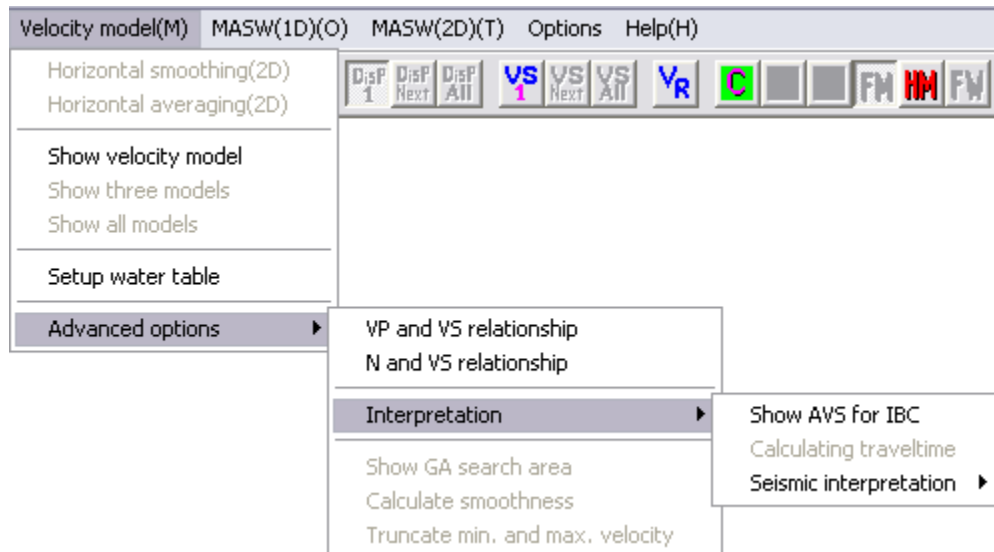 Velocity model(M) MASW(1D)(O) MASW(2D)(T) Options Help(H)
Horizontal smoothing(2D)
Horizontal averaging(2D)
DisP 1 DisP Next DisP All VS 1 VS Next VS All VR C FM HM FW
Show velocity model
Show three models
Show all models
Setup water table
Advanced options
VP and VS relationship
N and VS relationship
Interpretation
Show AVS for IBC
Calculating traveltime
Seismic interpretation
Show GA search area
Calculate smoothness
Truncate min. and max. velocity